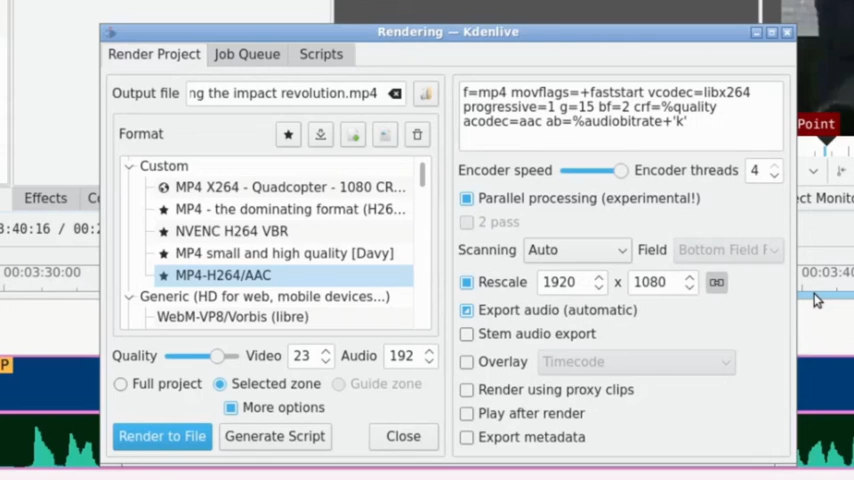 Rendering — Kdenlive
Render Project
Job Queue
Scripts
Output file
ng the impact revolution.mp4
Format
Custom
MP4 X264 - Quadcopter - 1080 CR...
MP4 - the dominating format (H26...
NVENC H264 VBR
MP4 small and high quality [Davy]
MP4-H264/AAC
Generic (HD for web, mobile devices...)
WebM-VP8/Vorbis (libre)
Quality
Video 23
Audio 192
Full project
Selected zone
Guide zone
More options
Render to File
Generate Script
Close
f=mp4 movflags=+faststart vcodec=libx264
progressive=1 g=15 bf=2 crf=%quality
acodec=aac ab=%audiobitrate+'k'
Encoder speed
Encoder threads 4
Parallel processing (experimental!)
2 pass
Scanning Auto
Field Bottom Field F
Rescale 1920 x 1080
Export audio (automatic)
Stem audio export
Overlay Timecode
Render using proxy clips
Play after render
Export metadata
Effects
3:40:16 / 00:
00:03:30:00
Point
ect Monito
00:03:40
P